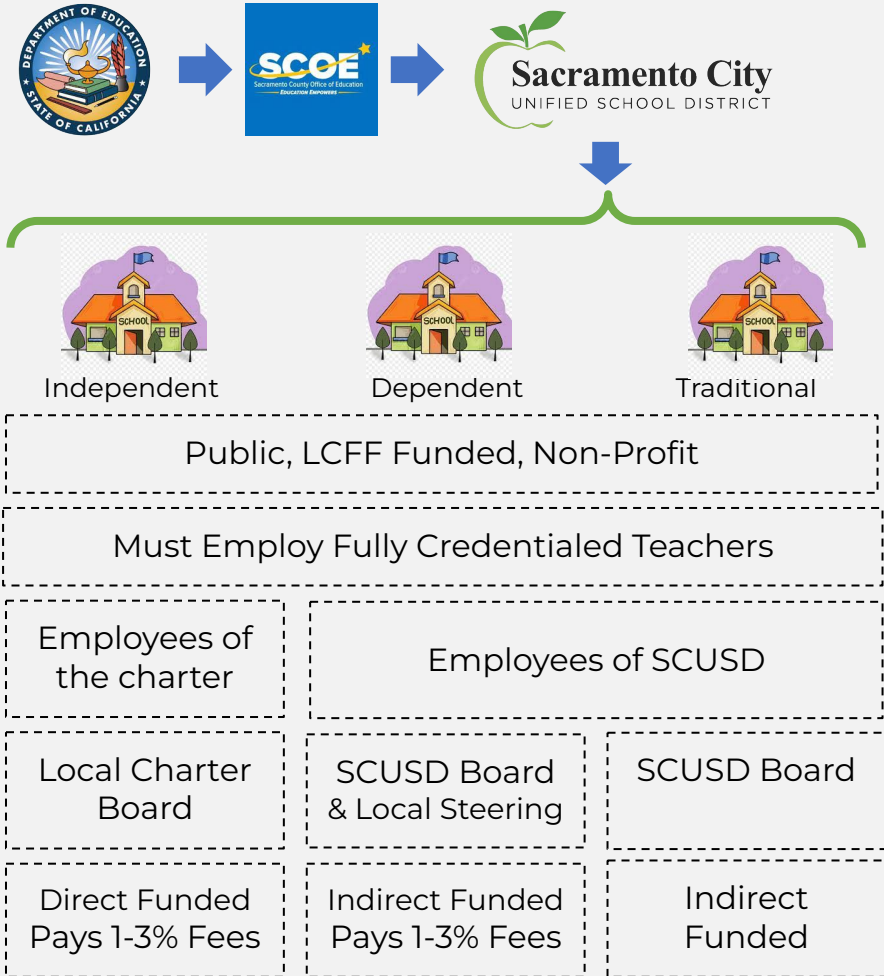 DEPARTMENT OF EDUCATION
STATE OF CALIFORNIA
SCOE
Sacramento County Office of Education
EDUCATION EMPOWERS
Sacramento City
UNIFIED SCHOOL DISTRICT
SCHOOL
SCHOOL
SCHOOL
Independent
Dependent
Traditional
Public, LCFF Funded, Non-Profit
Must Employ Fully Credentialed Teachers
Employees of
the charter
Employees of SCUSD
Local Charter
Board
SCUSD Board
& Local Steering
SCUSD Board
Direct Funded
Pays 1-3% Fees
Indirect Funded
Pays 1-3% Fees
Indirect
Funded